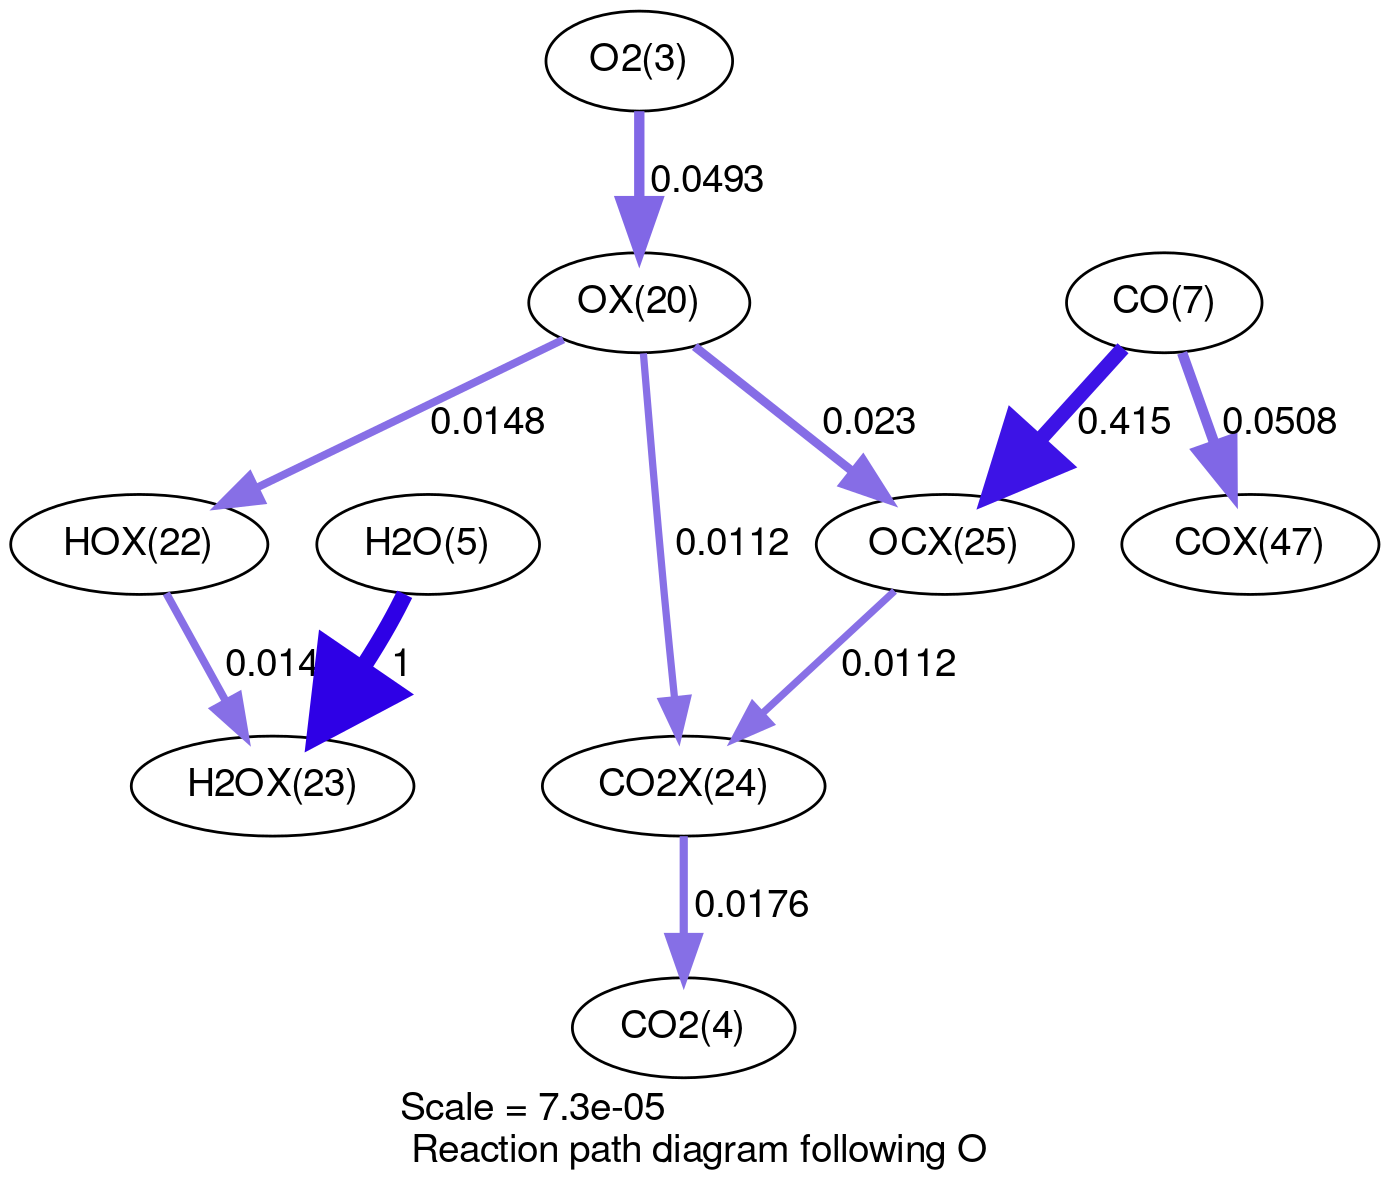 O2(3)
0.0493
OX(20)
CO(7)
0.0148
0.023
0.415
0.0508
HOX(22)
H2O(5)
0.0112
OCX(25)
COX(47)
0.014
1
0.0112
H2OX(23)
CO2X(24)
0.0176
CO2(4)
Scale = 7.3e-05
Reaction path diagram following O